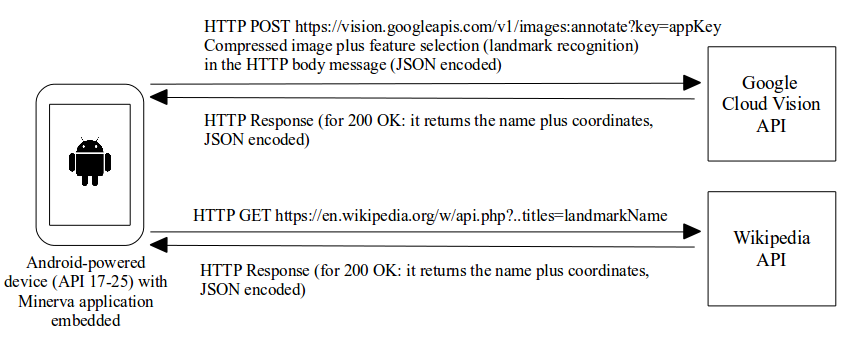 HTTP POST https://vision.googleapis.com/v1/images:annotate?key=appKey
Compressed image plus feature selection (landmark recognition)
in the HTTP body message (JSON encoded)
Google
Cloud Vision
API
HTTP Response (for 200 OK: it returns the name plus coordinates,
JSON encoded)
HTTP GET https://en.wikipedia.org/w/api.php?..titles=landmarkName
Wikipedia
API
HTTP Response (for 200 OK: it returns the name plus coordinates,
JSON encoded)
Android-powered
device (API 17-25) with
Minerva application
embedded